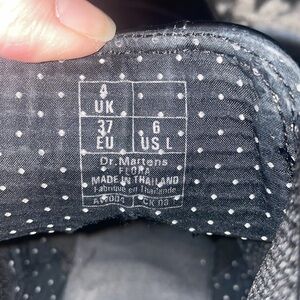 4
UK
37 6
EU US L
Dr. Martens
FLORA
MADE IN THAILAND
Fabriqué en Thaïlande